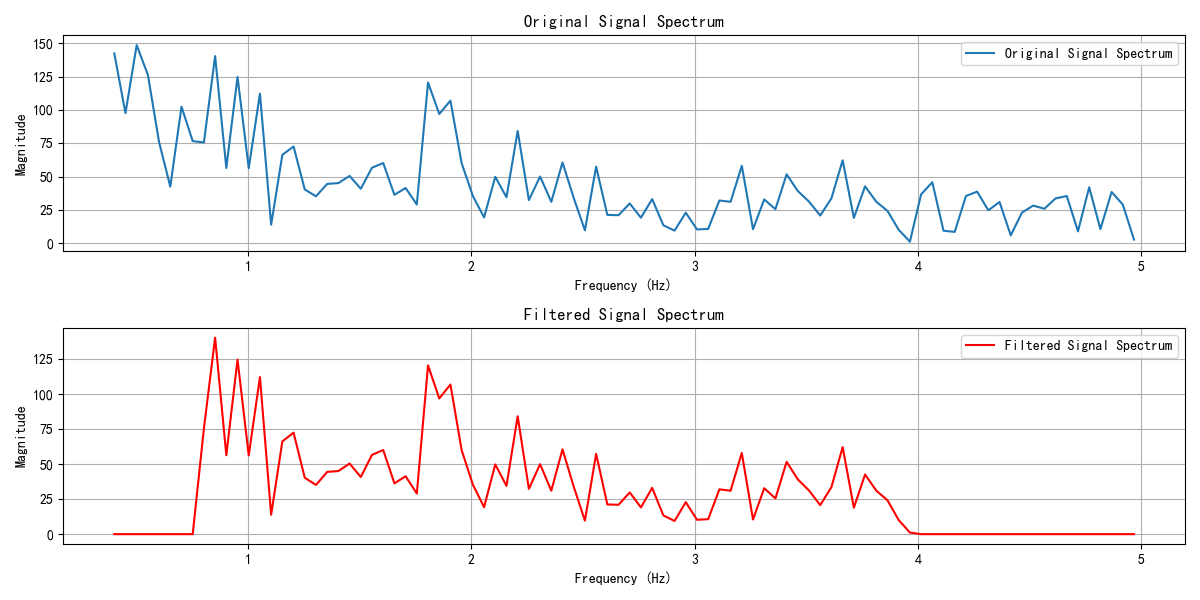 Original Signal Spectrum
Original Signal Spectrum
150
125
100
75
50
25
0
Magnitude
1
2
3
4
5
Frequency (Hz)
Filtered Signal Spectrum
Filtered Signal Spectrum
125
100
75
50
25
0
Magnitude
1
2
3
4
5
Frequency (Hz)